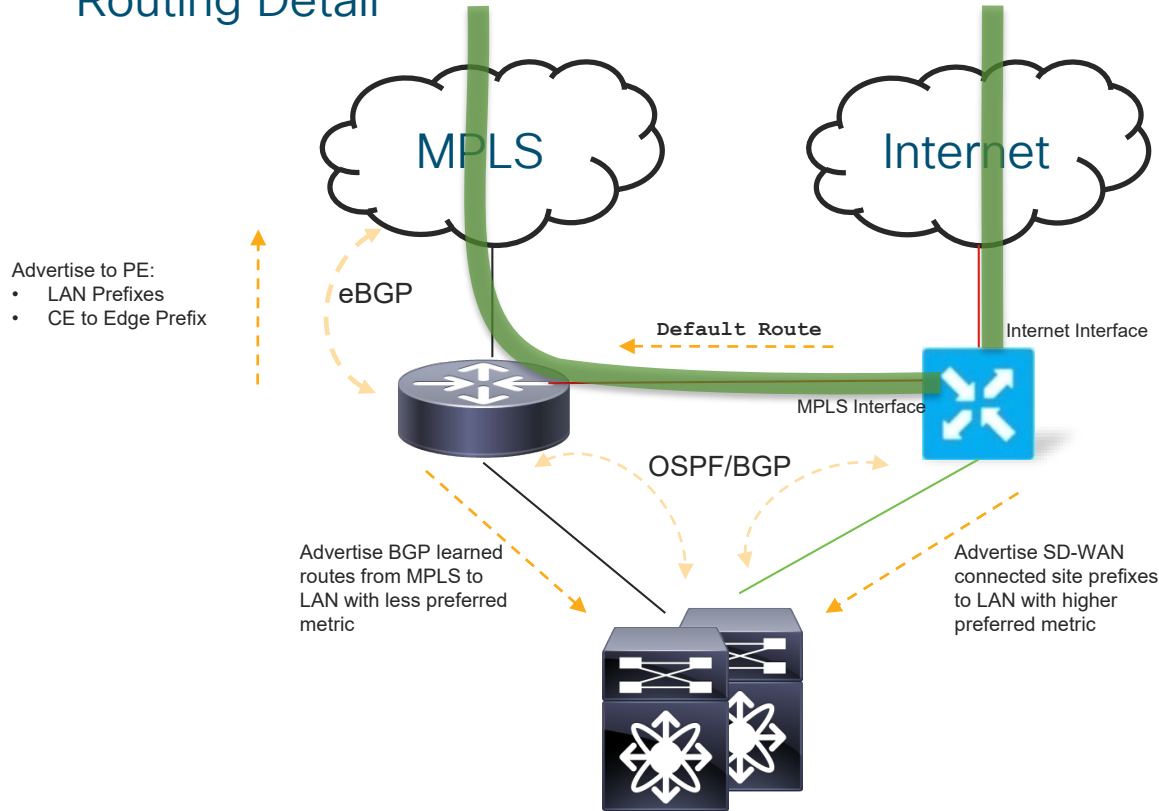 Routing Detail
MPLS
Internet
Advertise to PE:
• LAN Prefixes
• CE to Edge Prefix
eBGP
Default Route
Internet Interface
MPLS Interface
OSPF/BGP
Advertise BGP learned
routes from MPLS to
LAN with less preferred
metric
Advertise SD-WAN
connected site prefixes
to LAN with higher
preferred metric